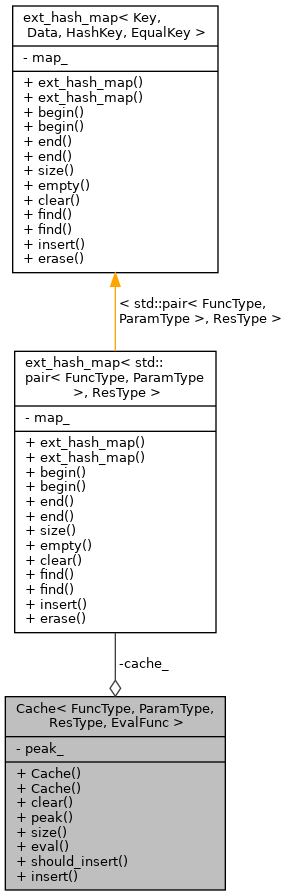 ext_hash_map< Key,
Data, HashKey, EqualKey >
- map_
+ ext_hash_map()
+ ext_hash_map()
+ begin()
+ begin()
+ end()
+ end()
+ size()
+ empty()
+ clear()
+ find()
+ find()
+ insert()
+ erase()
< std::pair< FuncType,
ParamType >, ResType >
ext_hash_map< std::
pair< FuncType, ParamType
>, ResType >
- map_
+ ext_hash_map()
+ ext_hash_map()
+ begin()
+ begin()
+ end()
+ end()
+ size()
+ empty()
+ clear()
+ find()
+ find()
+ insert()
+ erase()
-cache_
Cache< FuncType, ParamType,
ResType, EvalFunc >
- peak_
+ Cache()
+ Cache()
+ clear()
+ peak()
+ size()
+ eval()
+ should_insert()
+ insert()